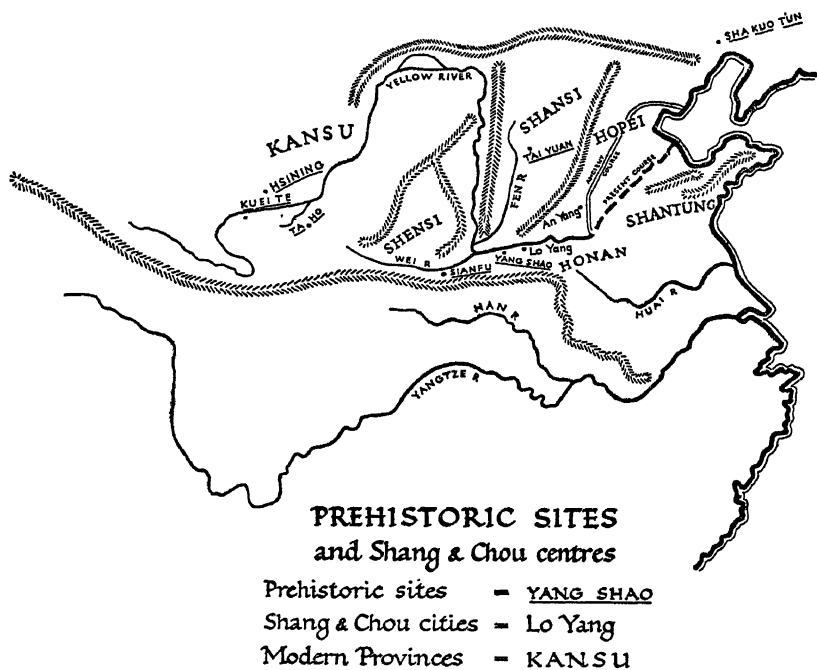 SHA KUO TUN
YELLOW RIVER
SHANSI
HOPEI
KANSU
TAI YUAN
HSINING
KUEI TE
TA HO
FEN R
COURSE
PRESENT COURSE
SHENSI
An Yang
SHANTUNG
WEI R
Lo Yang
YANG SHAO
HONAN
SIANFU
HAN R
HUAI R
YANGTZE R
PREHISTORIC SITES
and Shang & Chou centres
Prehistoric sites = YANG SHAO
Shang & Chou cities = Lo Yang
Modern Provinces = KANSU